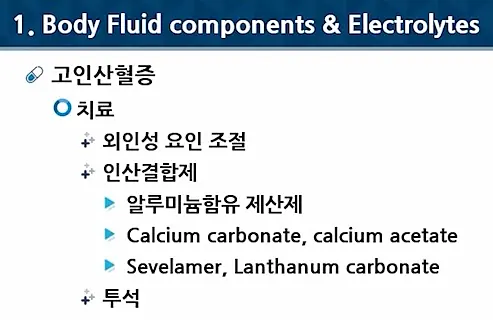 1. Body Fluid components & Electrolytes
고인산혈증
치료
외인성 요인 조절
인산결합제
알루미늄함유 제산제
Calcium carbonate, calcium acetate
Sevelamer, Lanthanum carbonate
투석